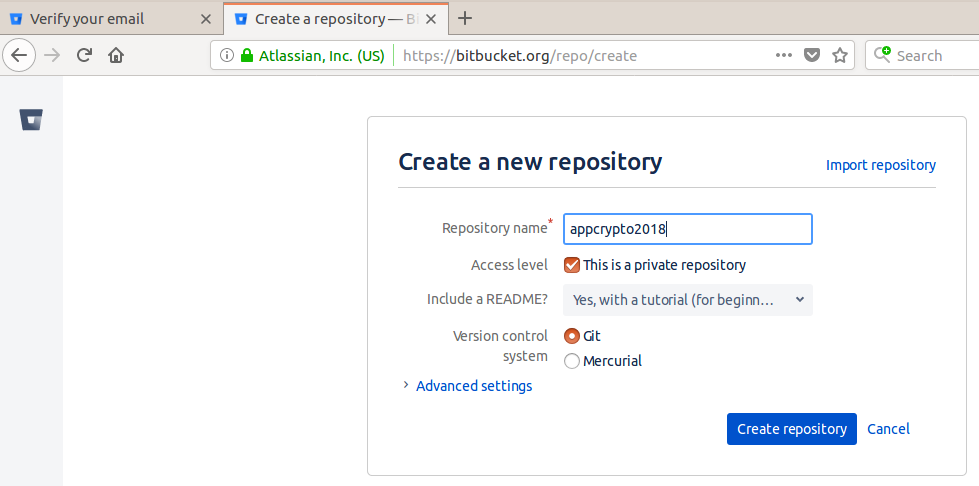 Verify your email
Create a repository — Bi
Atlassian, Inc. (US) https://bitbucket.org/repo/create
Search
Create a new repository
Import repository
Repository name* appcrypto2018
Access level This is a private repository
Include a README? Yes, with a tutorial (for beginn...
Version control system
Git
Mercurial
Advanced settings
Create repository Cancel